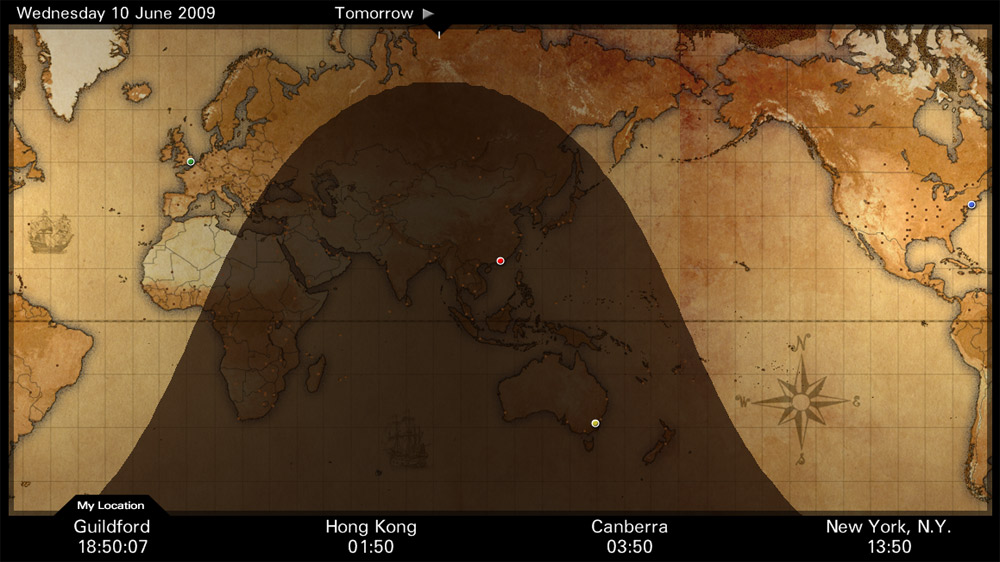 Wednesday 10 June 2009
Tomorrow
N
W
E
S
My Location
Guildford
18:50:07
Hong Kong
01:50
Canberra
03:50
New York, N.Y.
13:50